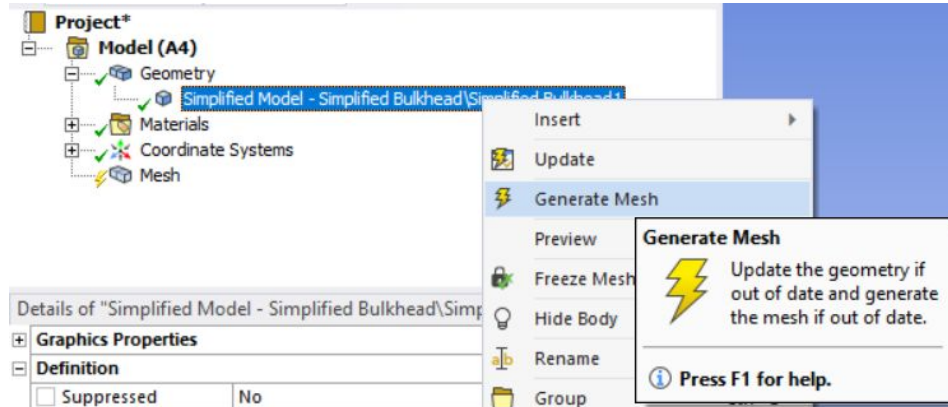 Project*
Model (A4)
Geometry
Simplified Model - Simplified Bulkhead\Simplified Bulkhead1
Materials
Coordinate Systems
Mesh
Insert
Update
Generate Mesh
Preview
Freeze Mesh
Hide Body
Rename
Group
Generate Mesh
Update the geometry if
out of date and generate
the mesh if out of date.
Press F1 for help.
Details of "Simplified Model - Simplified Bulkhead\Simp
Graphics Properties
Definition
Suppressed No